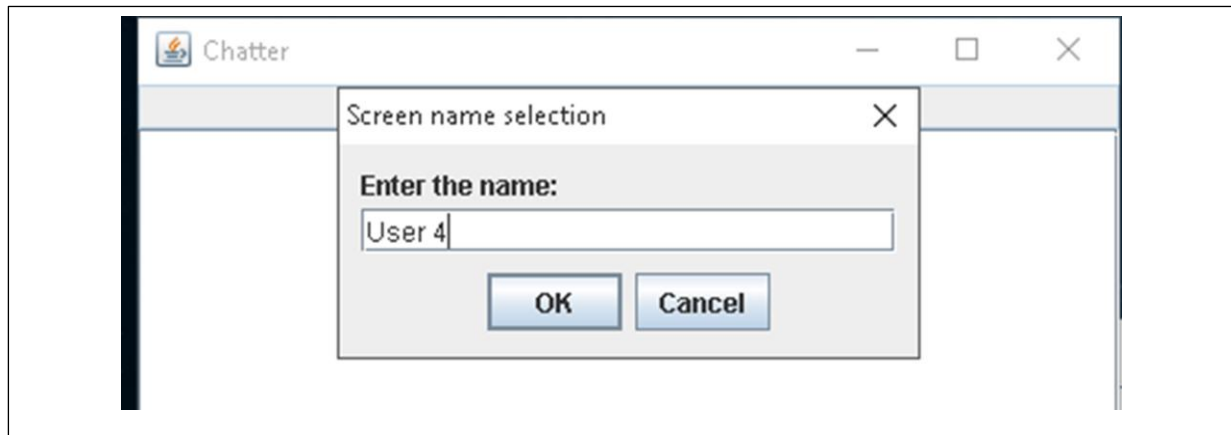 Chatter
Screen name selection
Enter the name:
User 4
OK Cancel